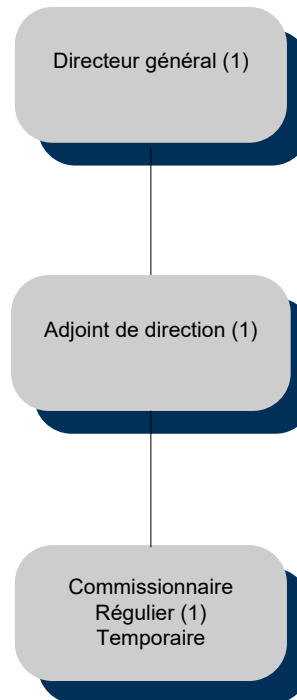 Directeur général (1)
Adjoint de direction (1)
Commissionnaire
Régulier (1)
Temporaire